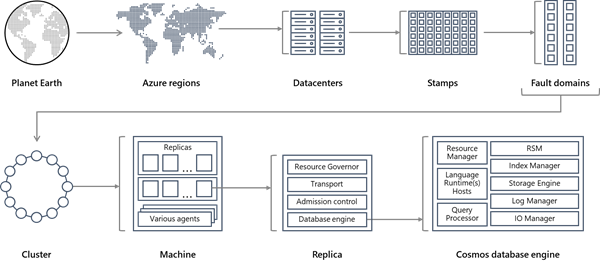 Planet Earth
Azure regions
Datacenters
Stamps
Fault domains
Replicas
...
...
Various agents
Resource Governor
Transport
Admission control
Database engine
Resource
Manager
Language
Runtime(s)
Hosts
Query
Processor
RSM
Index Manager
Storage Engine
Log Manager
IO Manager
Cluster
Machine
Replica
Cosmos database engine